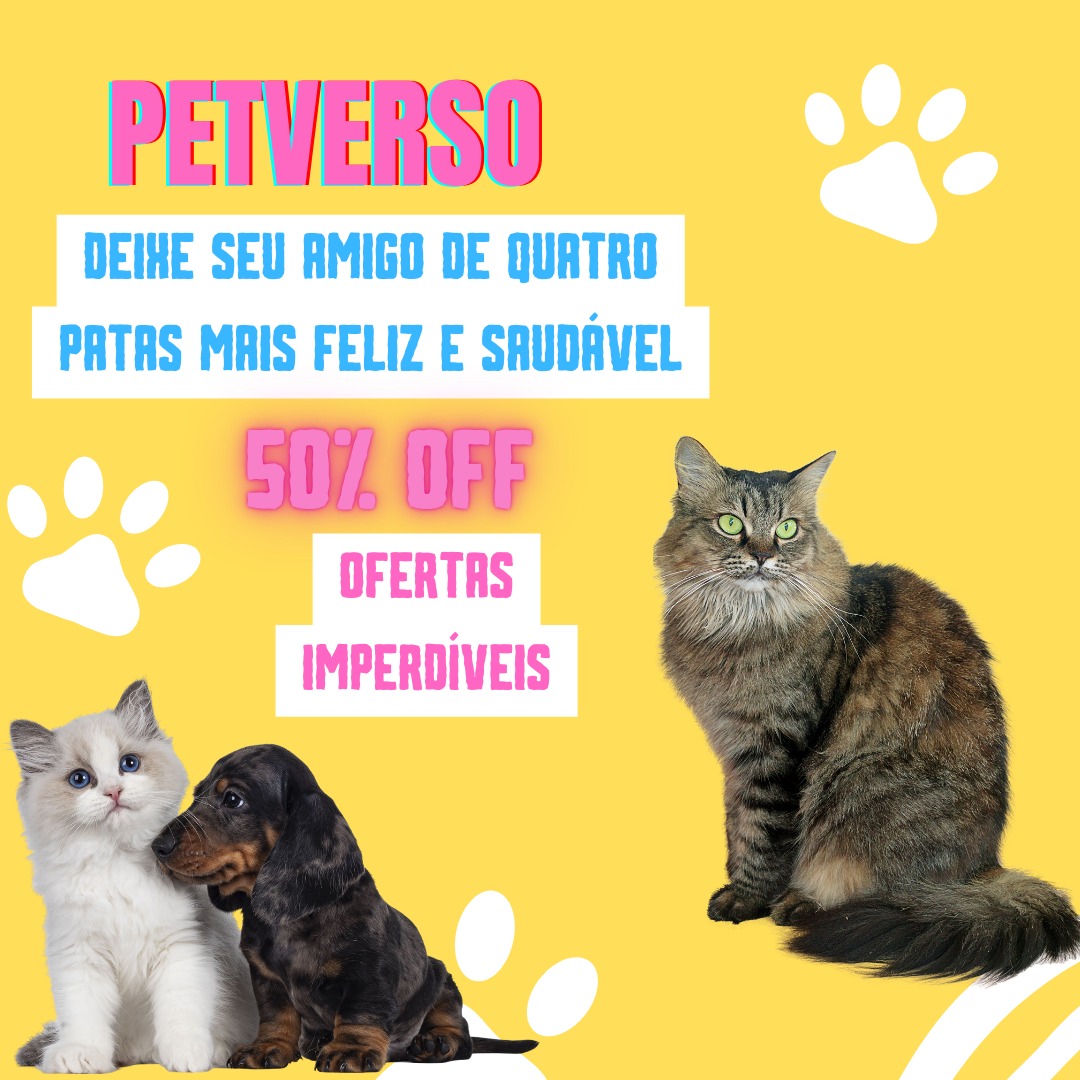 PETVERSO
DEIXE SEU AMIGO DE QUATRO
PATAS MAIS FELIZ E SAUDÁVEL
50% OFF
OFERTAS
IMPERDÍVEIS